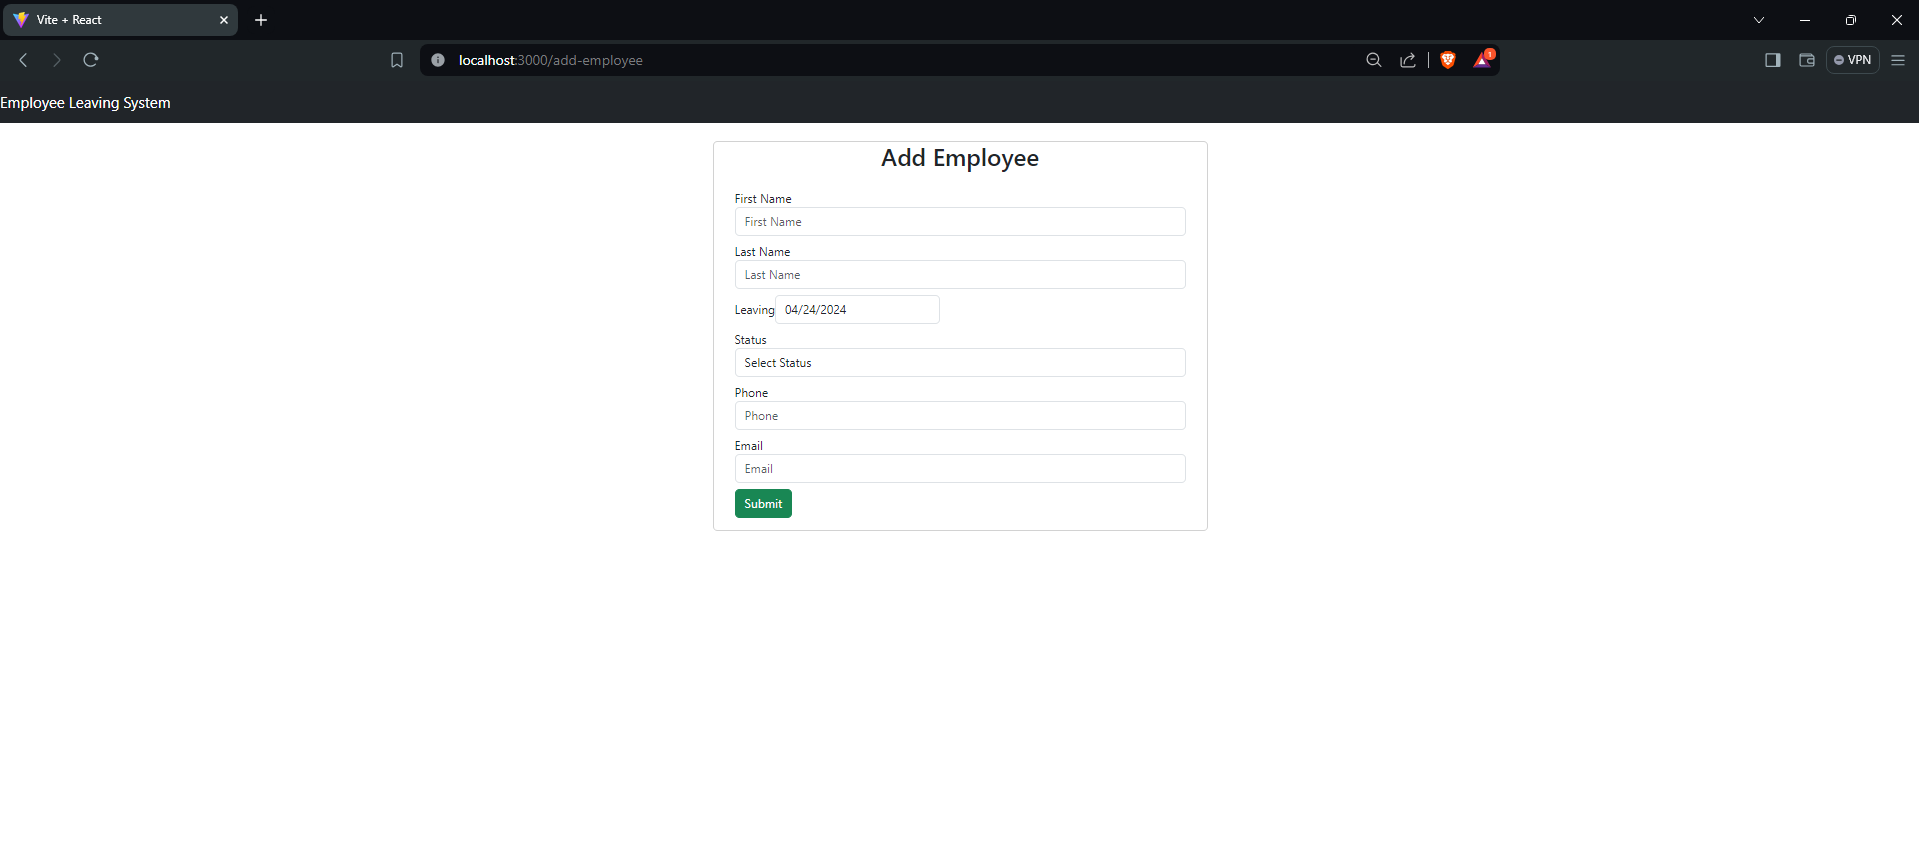 Vite + React
localhost:3000/add-employee
1
VPN
Employee Leaving System
Add Employee
First Name
First Name
Last Name
Last Name
Leaving 04/24/2024
Status
Select Status
Phone
Phone
Email
Email
Submit